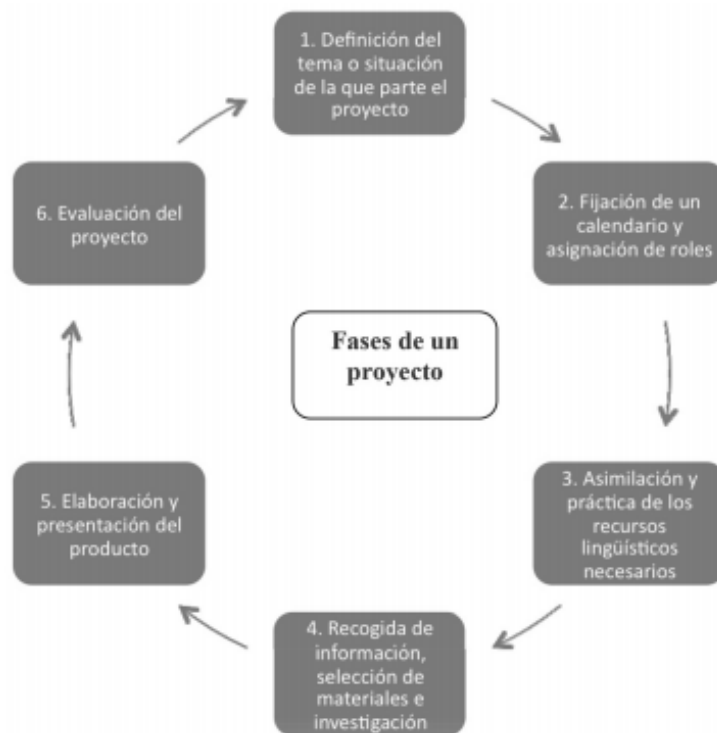 1. Definición del
tema o situación
de la que parte el
proyecto
2. Fijación de un
calendario y
asignación de roles
3. Asimilación y
práctica de los
recursos
lingüísticos
necesarios
4. Recogida de
información,
selección de
materiales e
investigación
5. Elaboración y
presentación del
producto
6. Evaluación del
proyecto
Fases de un
proyecto